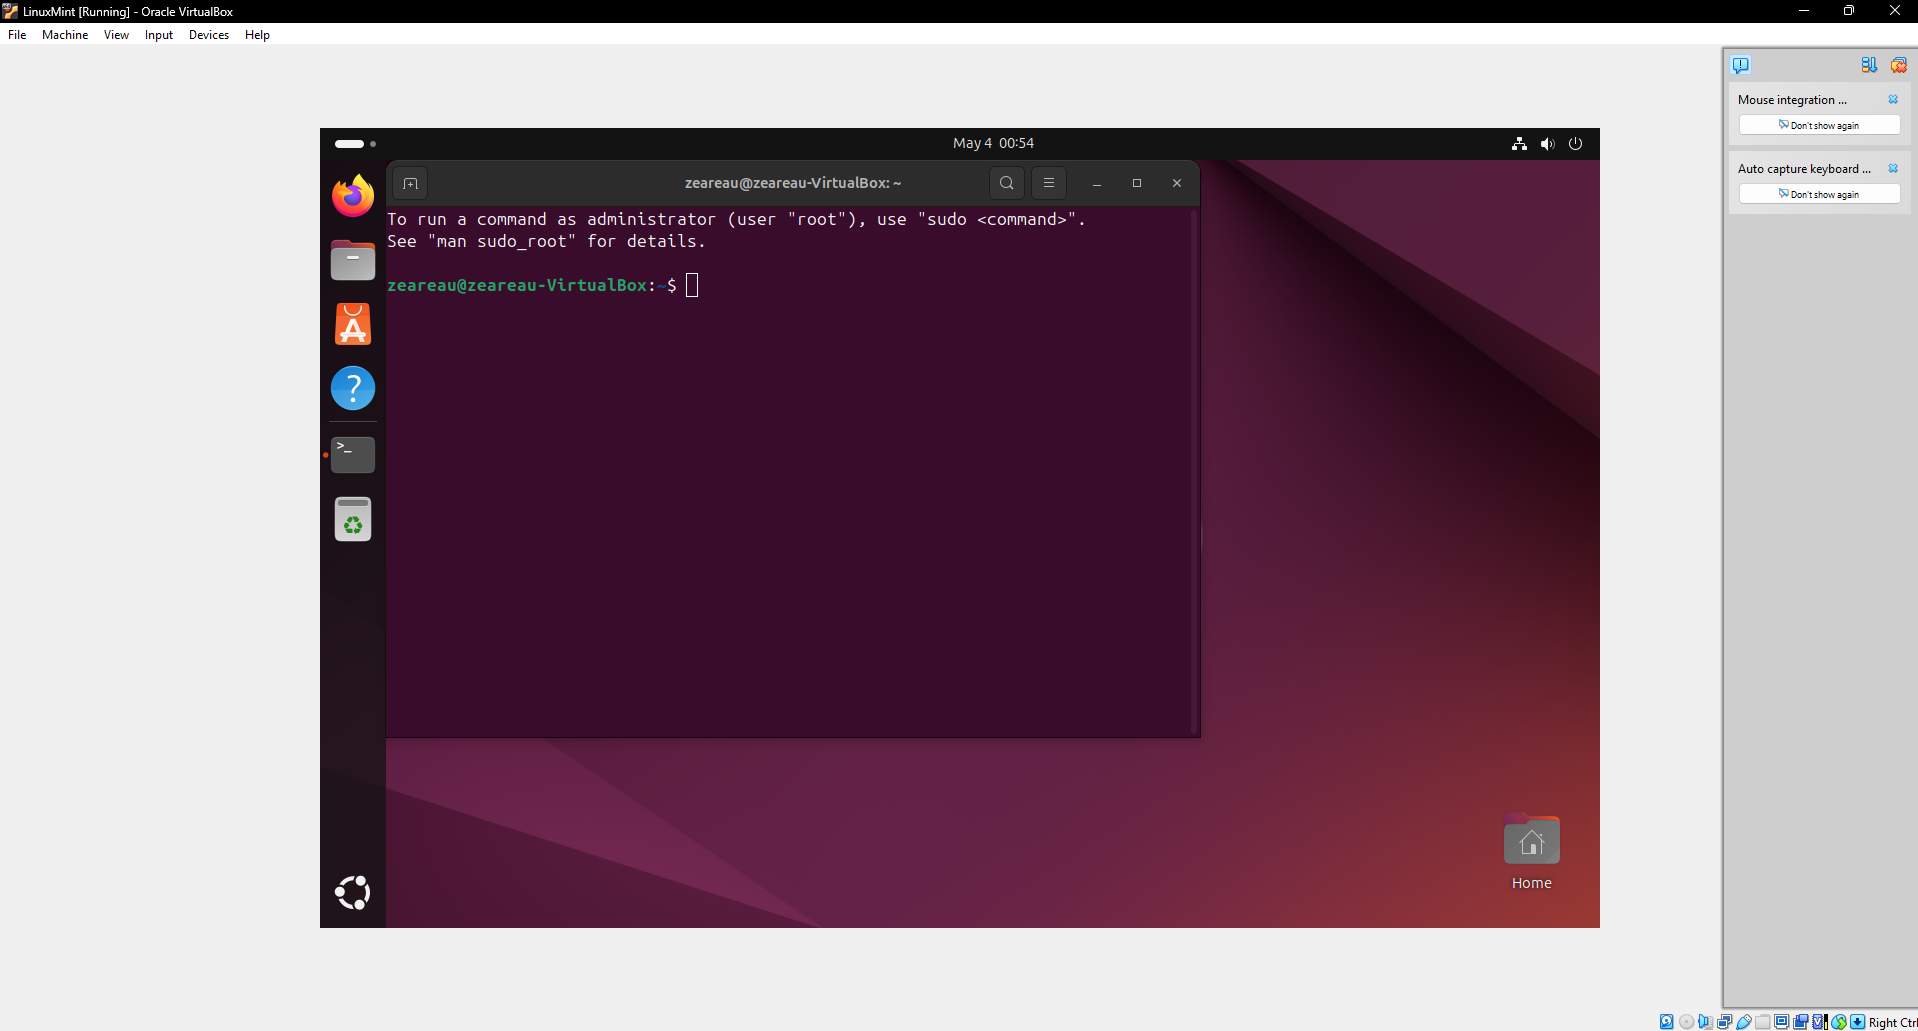 LinuxMint [Running] - Oracle VirtualBox
File Machine View Input Devices Help
Mouse integration ...
Don't show again
Auto capture keyboard ...
Don't show again
May 4 00:54
zeareau@zeareau-VirtualBox: ~
To run a command as administrator (user "root"), use "sudo <command>".
See "man sudo_root" for details.
zeareau@zeareau-VirtualBox:~$
Home
Right Ctrl